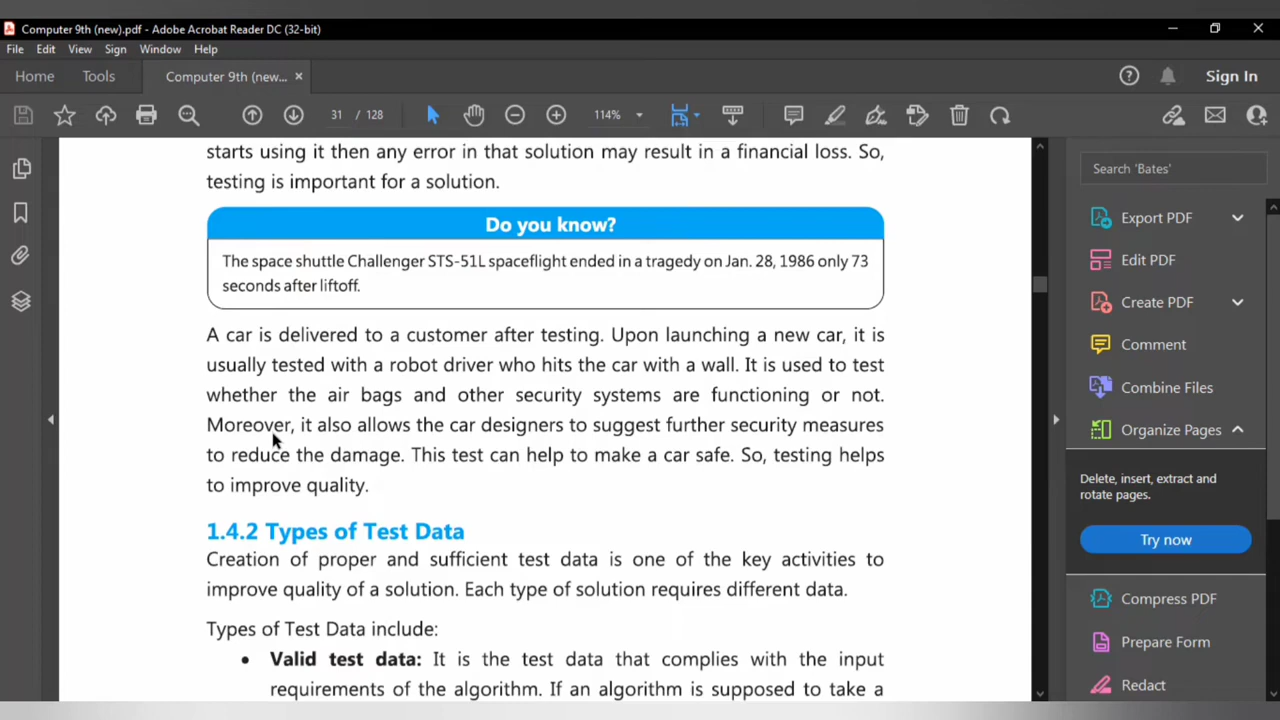 Computer 9th (new).pdf - Adobe Acrobat Reader DC (32-bit)
File Edit View Sign Window Help
Home Tools Computer 9th (new... × Sign In
31 / 128 114%
starts using it then any error in that solution may result in a financial loss. So,
testing is important for a solution.
Do you know?
The space shuttle Challenger STS-51L spaceflight ended in a tragedy on Jan. 28, 1986 only 73
seconds after liftoff.
A car is delivered to a customer after testing. Upon launching a new car, it is
usually tested with a robot driver who hits the car with a wall. It is used to test
whether the air bags and other security systems are functioning or not.
Moreover, it also allows the car designers to suggest further security measures
to reduce the damage. This test can help to make a car safe. So, testing helps
to improve quality.
1.4.2 Types of Test Data
Creation of proper and sufficient test data is one of the key activities to
improve quality of a solution. Each type of solution requires different data.
Types of Test Data include:
• Valid test data: It is the test data that complies with the input
requirements of the algorithm. If an algorithm is supposed to take a
Search 'Bates'
Export PDF
Edit PDF
Create PDF
Comment
Combine Files
Organize Pages
Delete, insert, extract and
rotate pages.
Try now
Compress PDF
Prepare Form
Redact